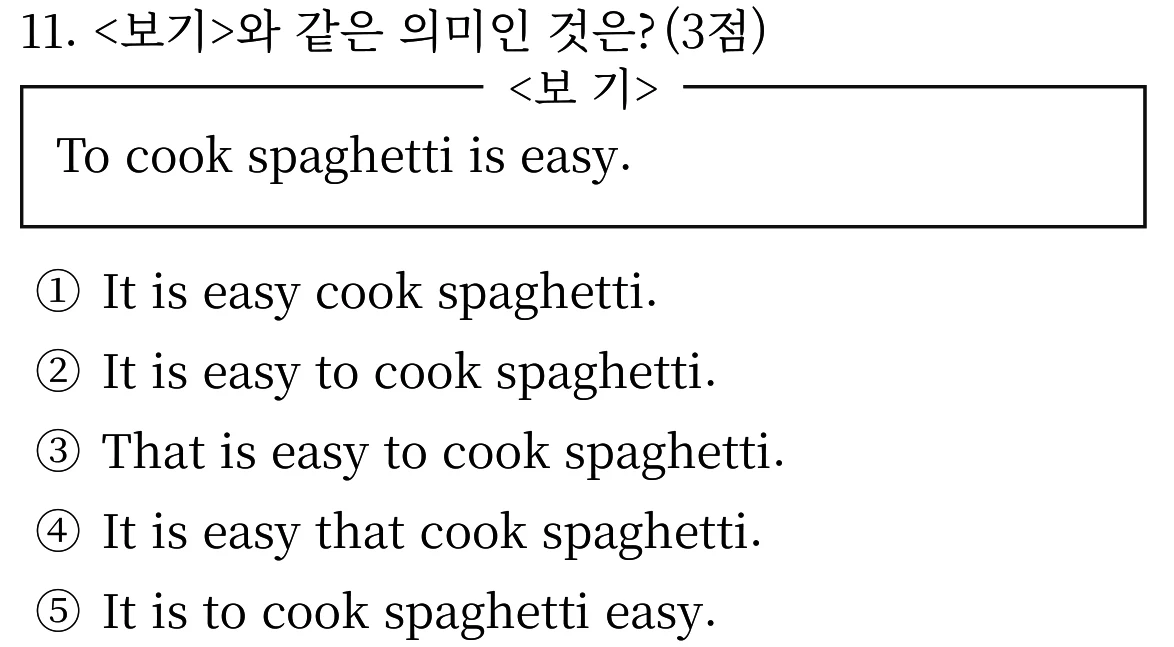 11. <보기>와 같은 의미인 것은?(3점)
<보 기>
To cook spaghetti is easy.
① It is easy cook spaghetti.
② It is easy to cook spaghetti.
③ That is easy to cook spaghetti.
④ It is easy that cook spaghetti.
⑤ It is to cook spaghetti easy.